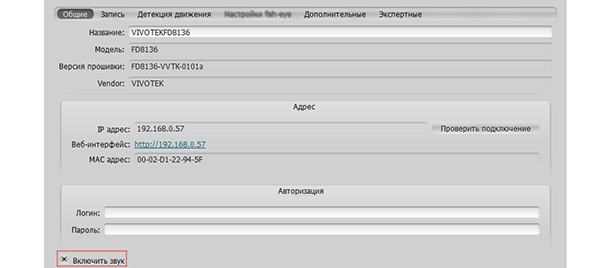 Общие Запись Детекция движения Настройки fish-eye Дополнительные Экспертные
Название: VIVOTEKFD8136
Модель: FD8136
Версия прошивки: FD8136-VVTK-0101a
Vendor: VIVOTEK
Адрес
IP адрес: 192.168.0.57 Проверить подключение
Веб-интерфейс: http://192.168.0.57
MAC адрес: 00-02-D1-22-94-5F
Авторизация
Логин:
Пароль:
Включить звук